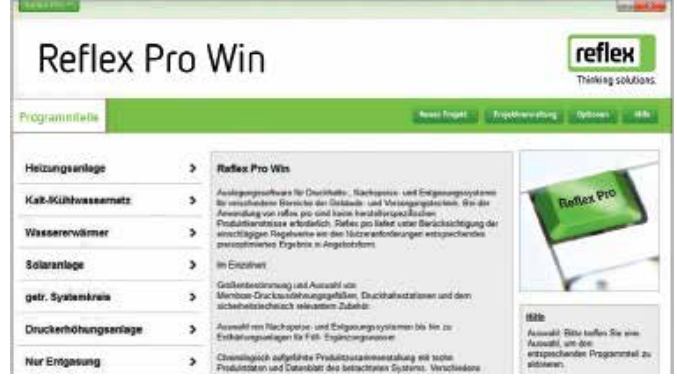 Reflex Pro Win
reflex
Thinking solutions.
Programmteile
Neues Projekt
Projektverwaltung
Optionen
Hilfe
Heizungsanlage
Kalt-/Kühlwassernetz
Wassererwärmer
Solaranlage
getr. Systemkreis
Druckerhöhungsanlage
Nur Entgasung
Reflex Pro Win
Auslegungssoftware für Druckhalte-, Nachspeise- und Entgasungssysteme
für verschiedene Bereiche der Gebäude- und Versorgungstechnik. Bei der
Anwendung von reflex pro sind keine herstellerspezifischen
Produktkenntnisse erforderlich. Reflex pro liefert unter Berücksichtigung der
einschlägigen Regelwerke ein den Nutzeranforderungen entsprechendes
preisoptimiertes Ergebnis in Angebotsform.
Im Einzelnen:
Größenbestimmung und Auswahl von
Membran-Druckausdehnungsgefäßen, Druckhaltestationen und dem
sicherheitstechnisch relevanten Zubehör.
Auswahl von Nachspeise- und Entgasungssystemen bis hin zu
Enthärtungsanlagen für Füll- Ergänzungswasser
Chronologisch aufgeführte Produktzusammenstellung mit
Produktdaten und Datenblatt des betrachteten Systems. Verschiedene
Reflex Pro
Hilfe
Auswahl: Bitte treffen Sie eine
Auswahl, um den
entsprechenden Programmteil zu
aktivieren.